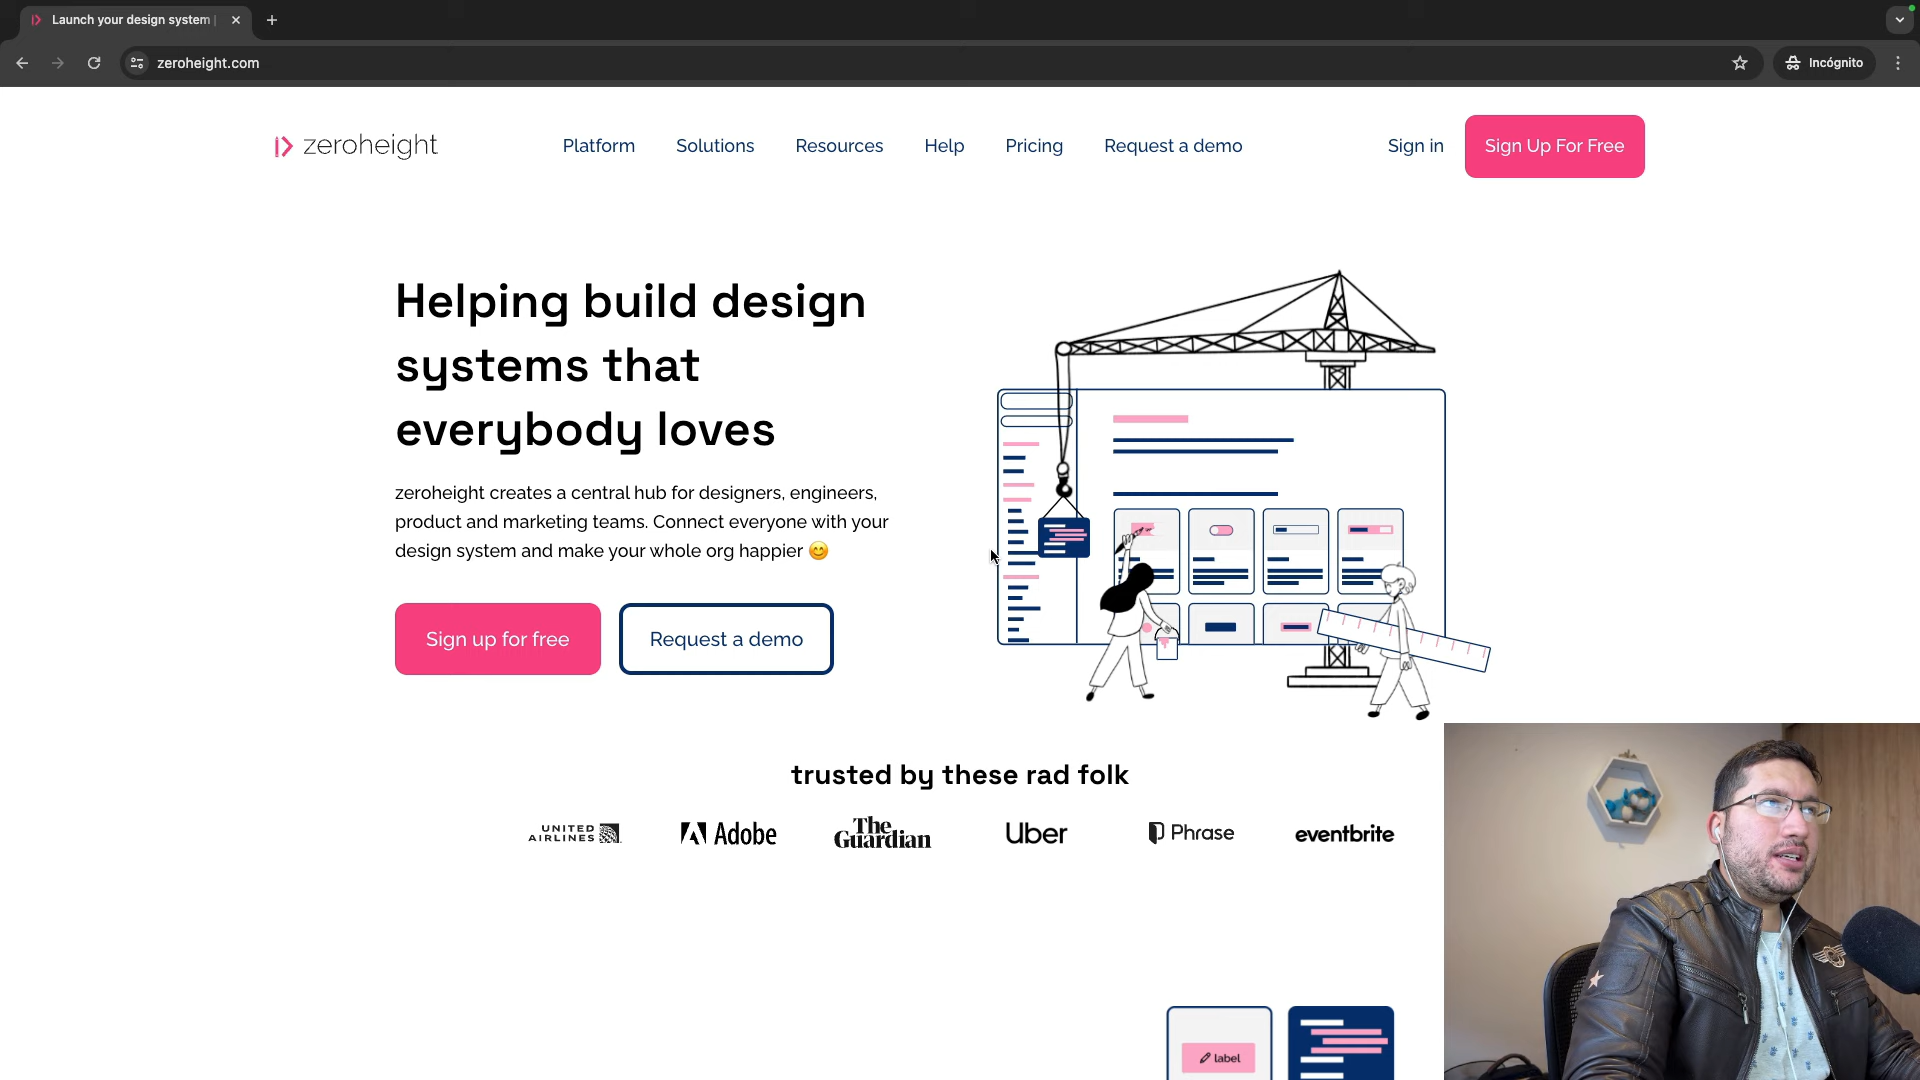 Launch your design system |
zeroheight.com
Incógnito
zeroheight
Platform
Solutions
Resources
Help
Pricing
Request a demo
Sign in
Sign Up For Free
Helping build design
systems that
everybody loves
zeroheight creates a central hub for designers, engineers,
product and marketing teams. Connect everyone with your
design system and make your whole org happier 😊
Sign up for free
Request a demo
trusted by these rad folk
UNITED
AIRLINES
Adobe
The
Guardian
Uber
Phrase
eventbrite
label